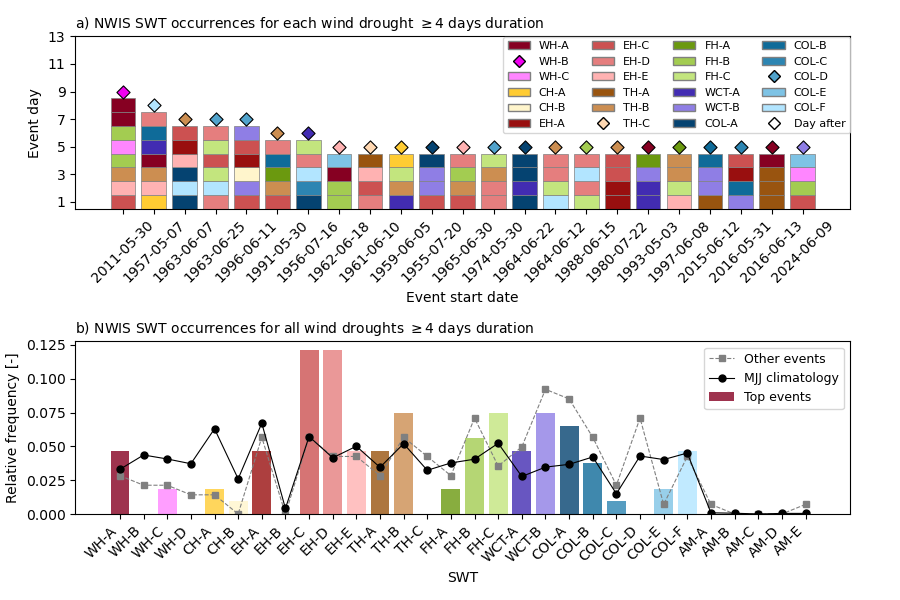 a) NWIS SWT occurrences for each wind drought ≥4 days duration
13
11
9
7
5
3
1
Event day
WH-A
WH-B
WH-C
CH-A
CH-B
EH-A
EH-C
EH-D
EH-E
TH-A
TH-B
TH-C
FH-A
FH-B
FH-C
WCT-A
WCT-B
COL-A
COL-B
COL-C
COL-D
COL-E
COL-F
Day after
2011-05-30
1957-05-07
1963-06-07
1963-06-25
1996-06-11
1991-05-30
1956-07-16
1962-06-18
1961-06-10
1959-06-05
1955-07-20
1965-06-30
1974-05-30
1964-06-22
1964-06-12
1988-06-15
1980-07-22
1993-05-03
1997-06-08
2015-06-12
2016-05-31
2016-06-13
2024-06-09
Event start date
b) NWIS SWT occurrences for all wind droughts ≥4 days duration
0.125
0.100
0.075
0.050
0.025
0.000
Relative frequency [-]
Other events
MJJ climatology
Top events
WH-A
WH-B
WH-C
WH-D
CH-A
CH-B
EH-A
EH-B
EH-C
EH-D
EH-E
TH-A
TH-B
TH-C
FH-A
FH-B
FH-C
WCT-A
WCT-B
COL-A
COL-B
COL-C
COL-D
COL-E
COL-F
AM-A
AM-B
AM-C
AM-D
AM-E
SWT